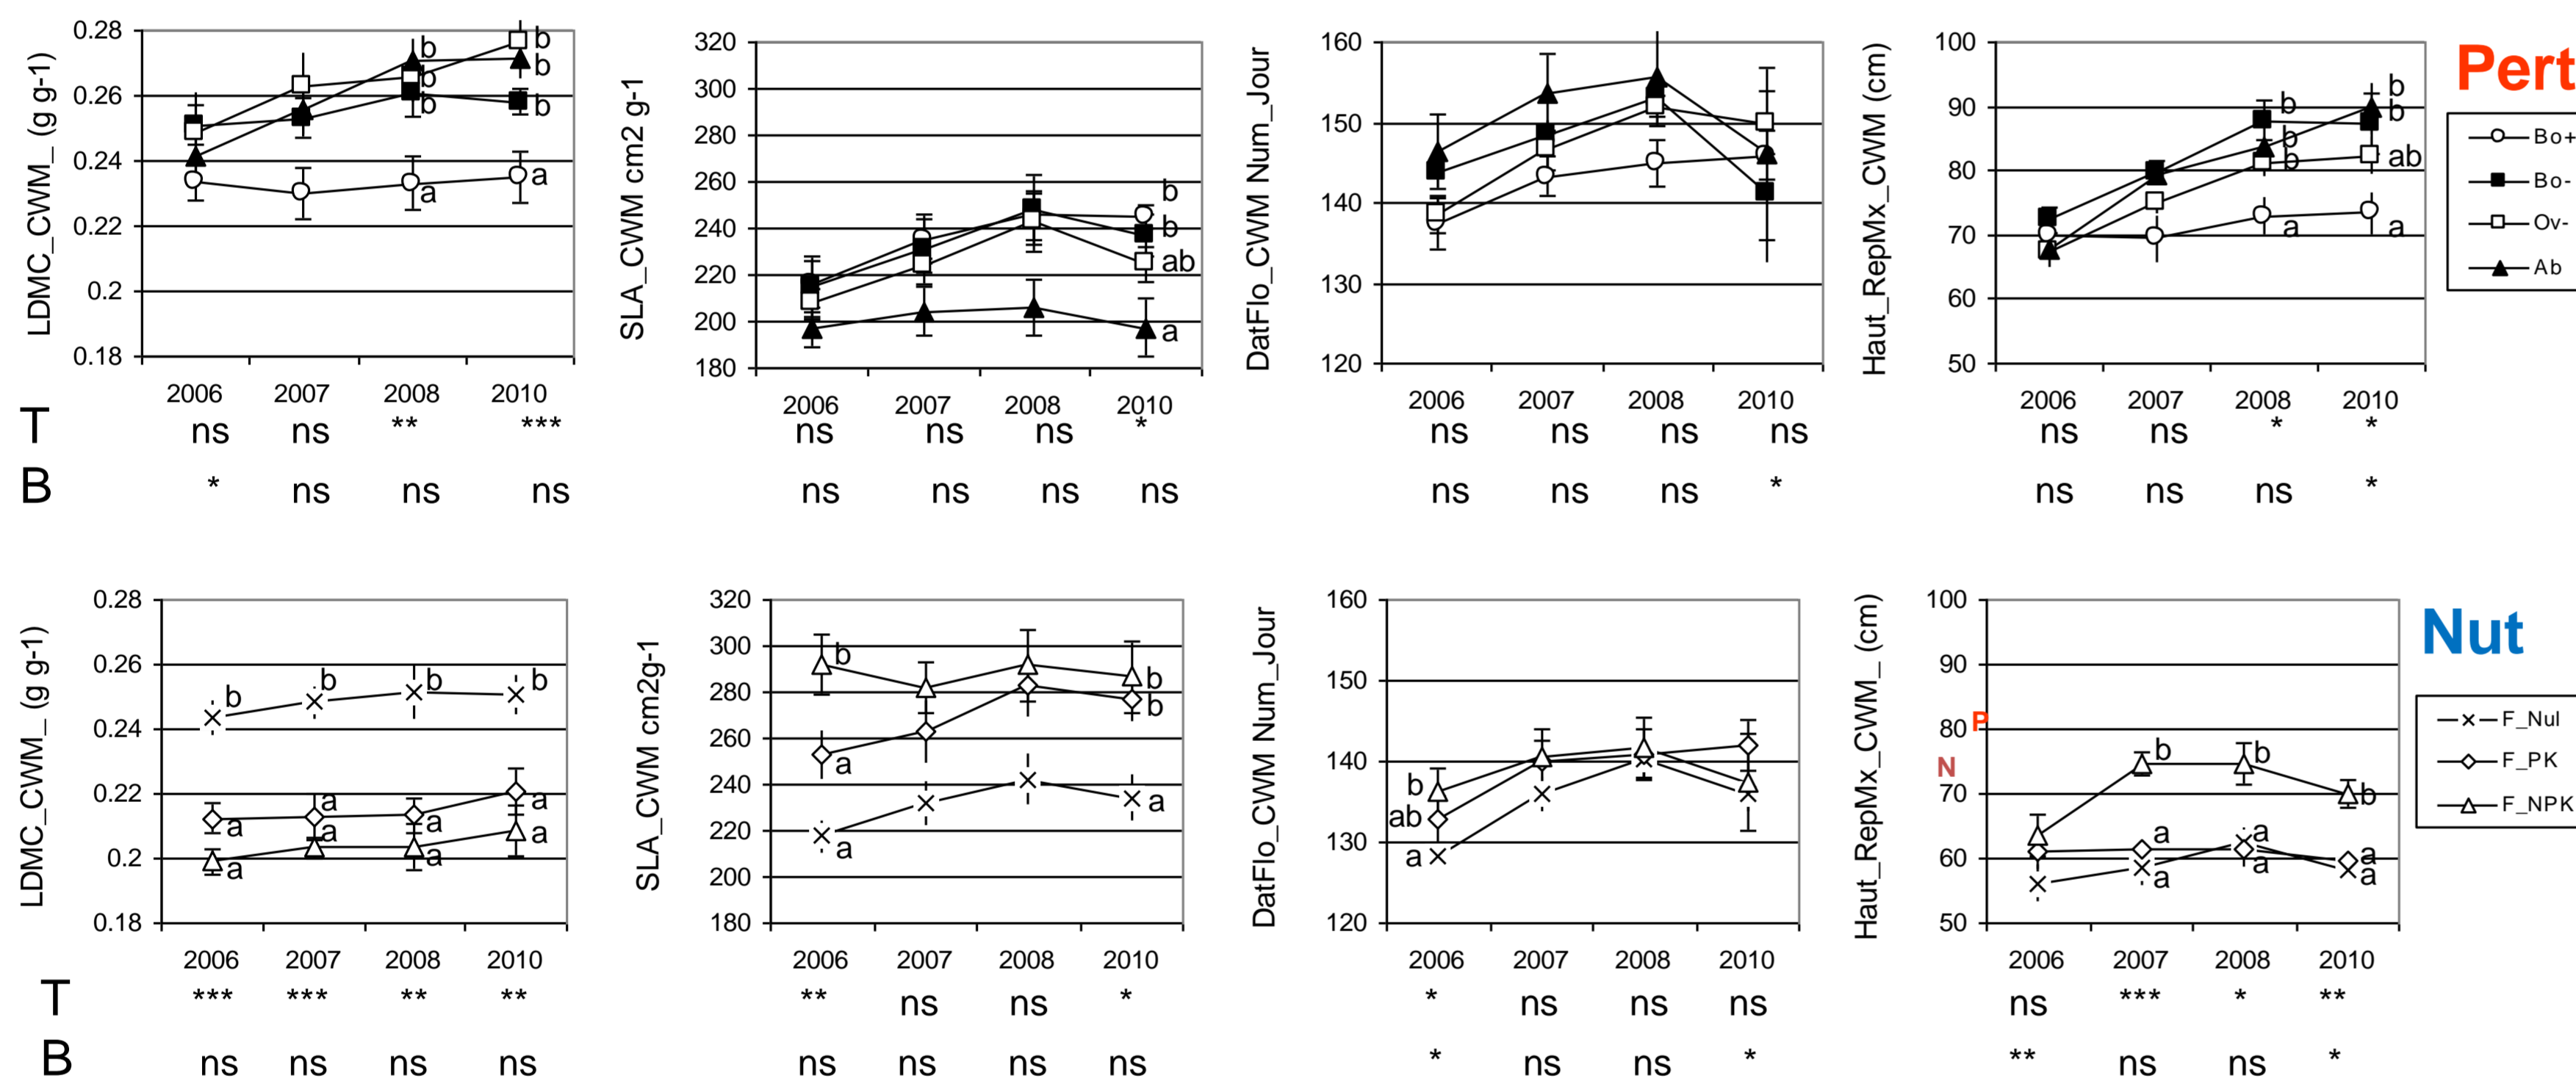 LDMC_CWM_ (g g-1)
0.28
0.26
0.24
0.22
0.2
0.18
b
b
b
b
b
b
a
a
2006 2007 2008 2010
SLA_CWM cm2 g-1
320
300
280
260
240
220
200
180
b
b
ab
a
2006 2007 2008 2010
DatFlo_CWM Num_Jour
160
150
140
130
120
2006 2007 2008 2010
Haut_RepMx_CWM (cm)
100
90
80
70
60
50
b
b
b
b
b
ab
a
a
2006 2007 2008 2010
Pert
Bo+
Bo-
Ov-
Ab
T ns ns ** *** ns ns ns * ns ns ns ns ns ns * *
B * ns ns ns ns ns ns ns ns ns ns * ns ns ns *
LDMC_CWM_ (g g-1)
0.28
0.26
0.24
0.22
0.2
0.18
b b b b
a a a a
a a a a
2006 2007 2008 2010
SLA_CWM cm2g-1
320
300
280
260
240
220
200
180
b
b
b
a
a
a
2006 2007 2008 2010
DatFlo_CWM Num_Jour
160
150
140
130
120
b
ab
a
2006 2007 2008 2010
Haut_RepMx_CWM_ (cm)
100
90
80
70
60
50
P
N
b b b
a a a
a a a
2006 2007 2008 2010
Nut
F_Nul
F_PK
F_NPK
T *** *** ** ** ** ns ns * * ns ns ns ns *** * **
B ns ns ns ns ns ns ns ns * ns ns * ** ns ns *